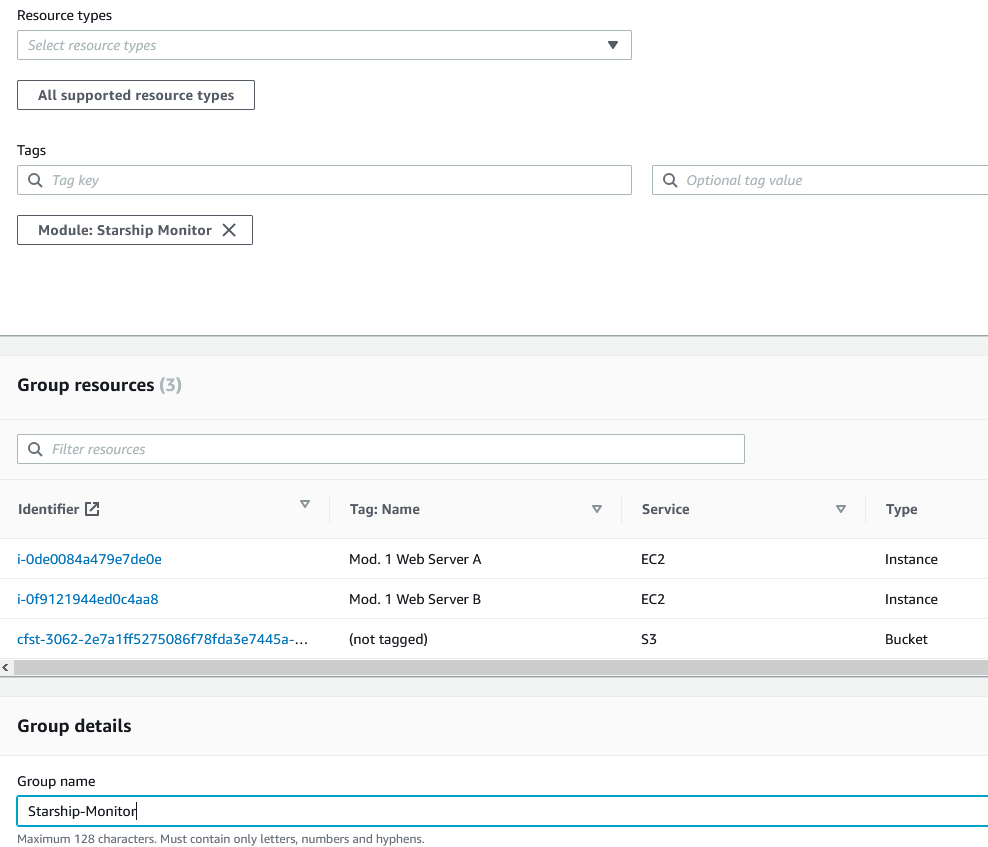 Resource types
Select resource types
All supported resource types
Tags
Tag key Optional tag value
Module: Starship Monitor
Group resources (3)
Filter resources
Identifier Tag: Name Service Type
i-0de0084a479e7de0e Mod. 1 Web Server A EC2 Instance
i-0f9121944ed0c4aa8 Mod. 1 Web Server B EC2 Instance
cfst-3062-2e7a1ff5275086f78fda3e7445a-... (not tagged) S3 Bucket
Group details
Group name
Starship-Monitor
Maximum 128 characters. Must contain only letters, numbers and hyphens.